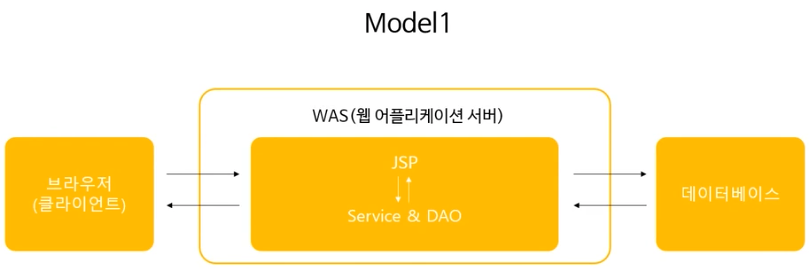 Model1
WAS(웹 어플리케이션 서버)
브라우저
(클라이언트)
JSP
Service & DAO
데이터베이스